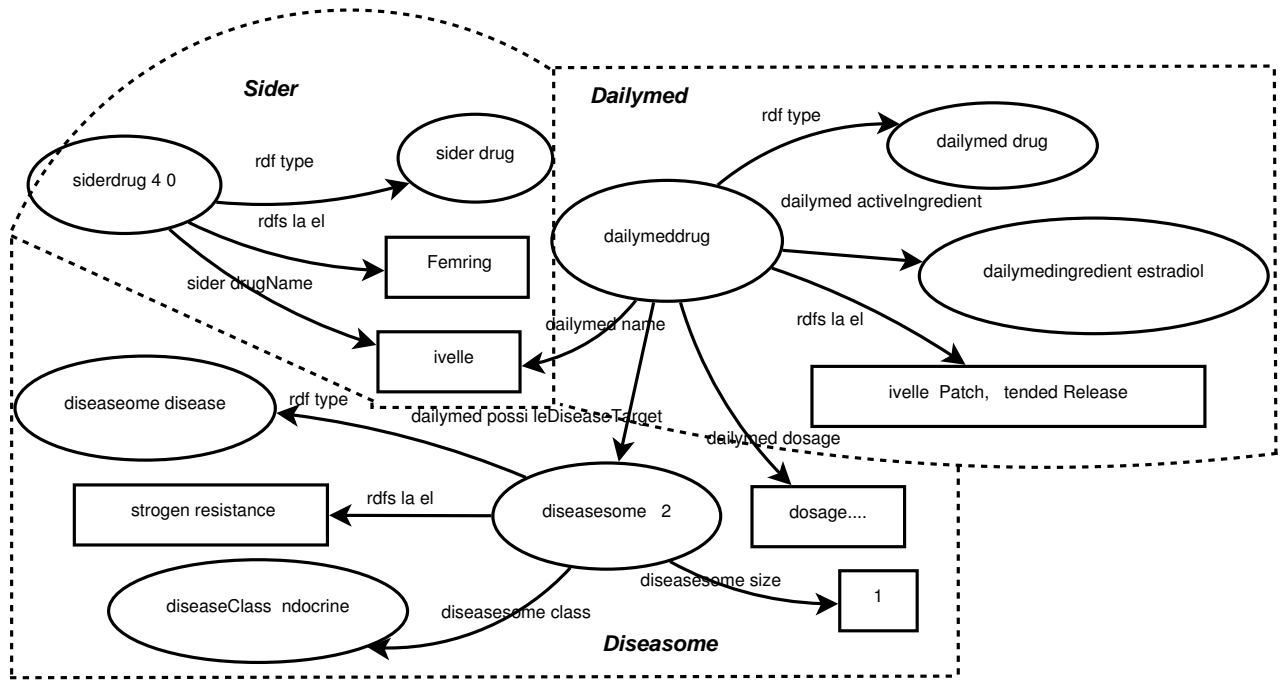 Sider
Dailymed
rdf type
dailymed drug
siderdrug 4 0
rdf type
sider drug
dailymed activeIngredient
rdfs la el
dailymeddrug
Femring
dailymedingredient estradiol
sider drugName
dailymed name
rdfs la el
ivelle
ivelle Patch, tended Release
diseaseome disease
rdf type
dailymed possi leDiseaseTarget
dailymed dosage
strogen resistance
rdfs la el
diseasesome 2
dosage....
diseasesome size
1
diseaseClass ndocrine
diseasesome class
Diseasome